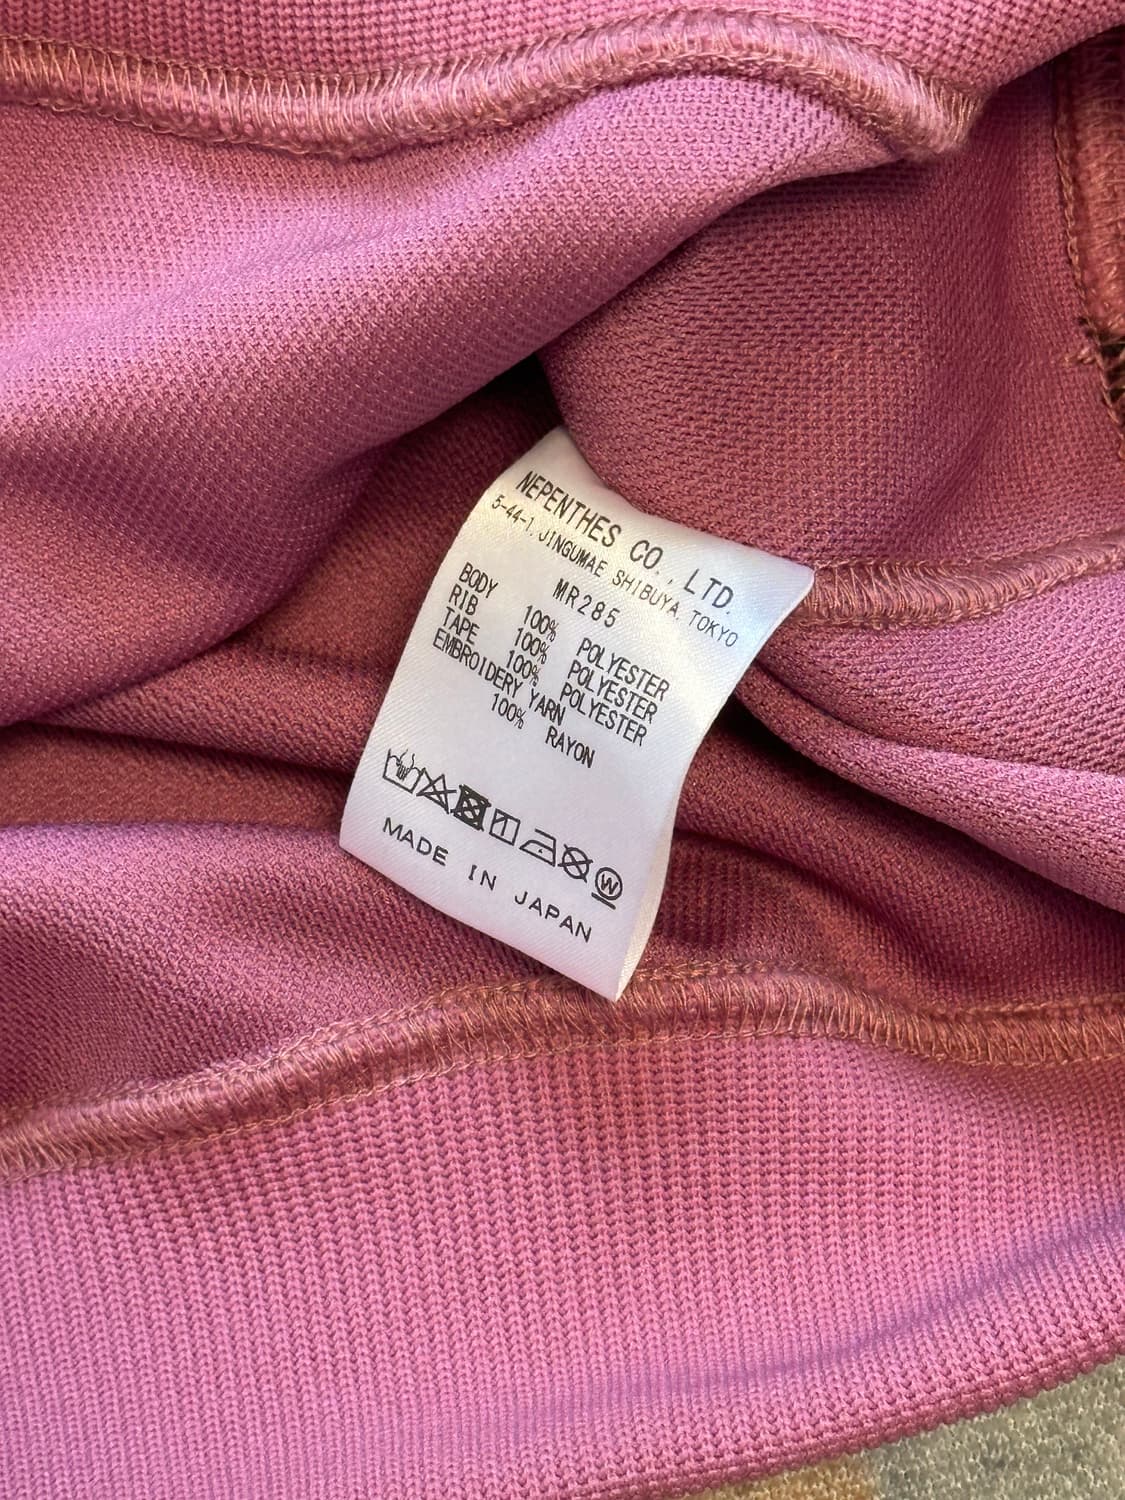 NEPENTHES CO., LTD.
5-44-1, JINGUMAE SHIBUYA, TOKYO
MR285
BODY 100% POLYESTER
RIB 100% POLYESTER
TAPE 100% POLYESTER
EMBROIDERY YARN
100% RAYON
W
MADE IN JAPAN